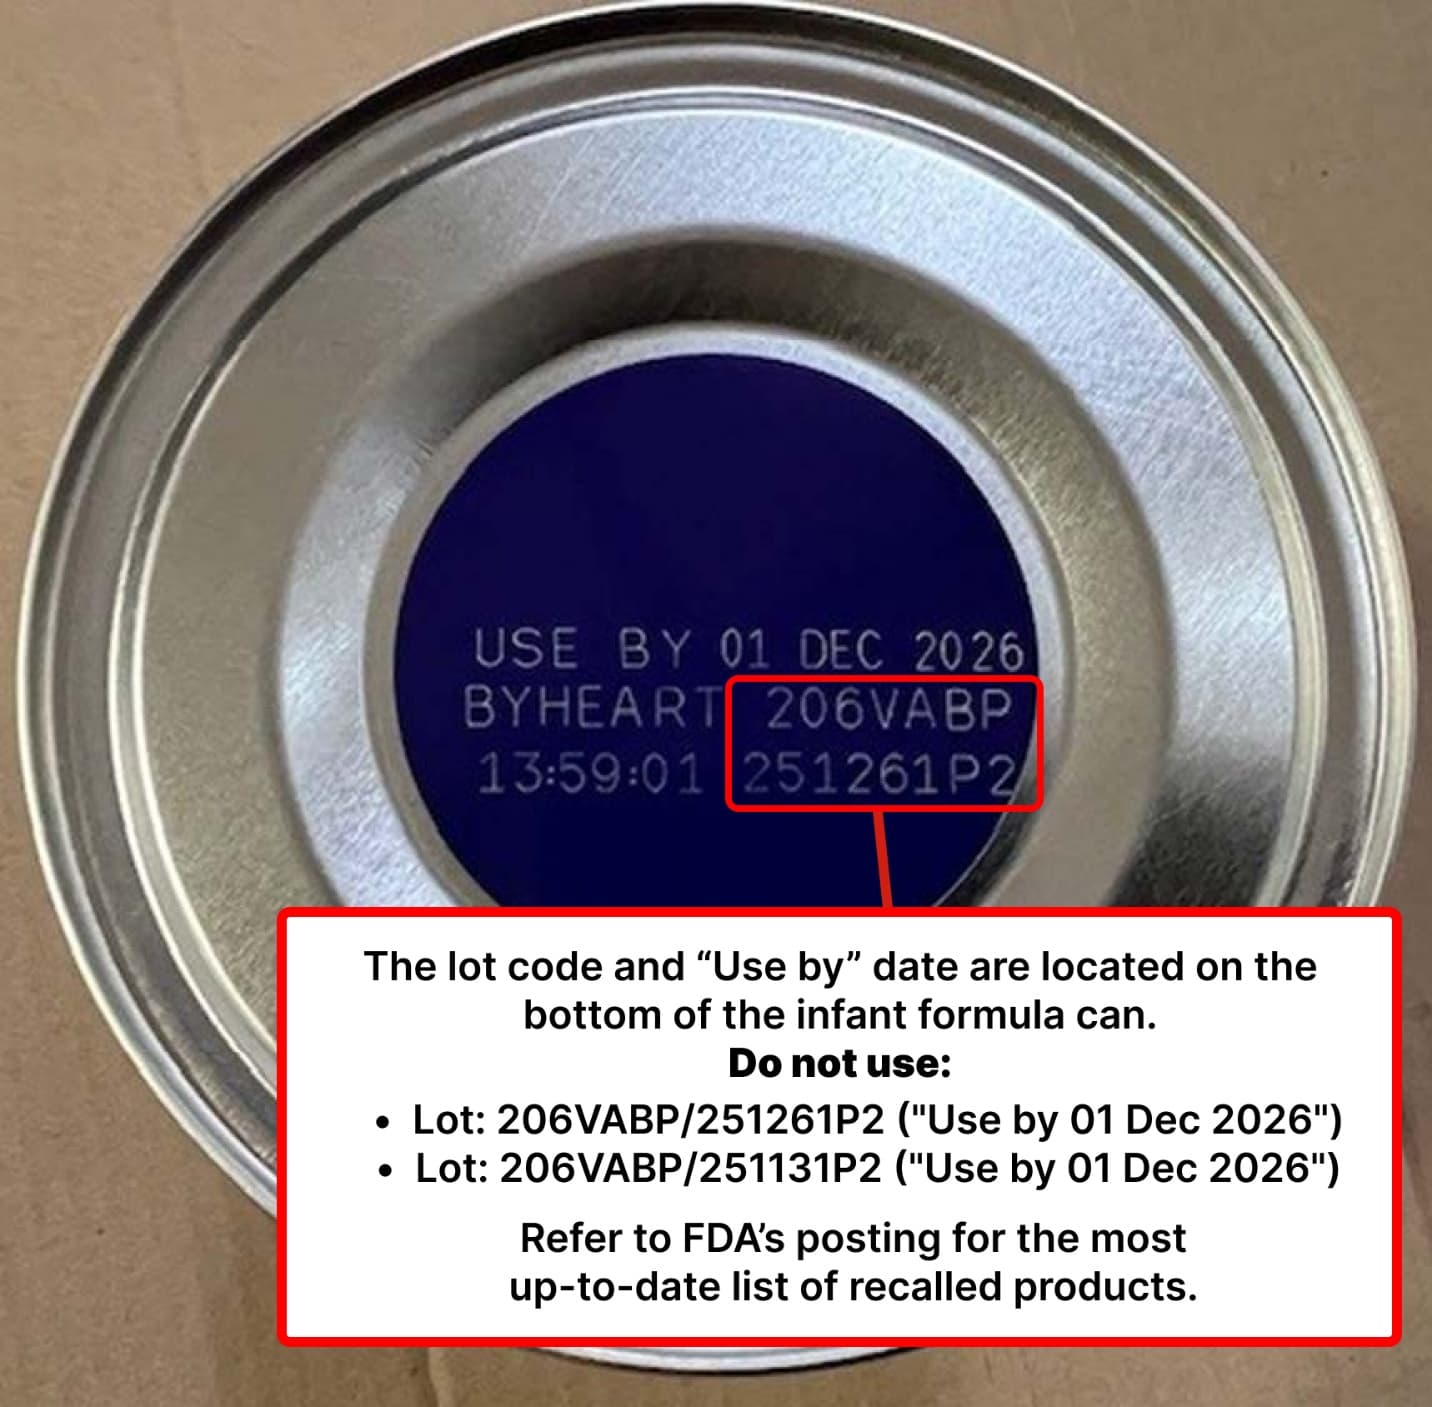 USE BY 01 DEC 2026
BYHEART 206VABP
13:59:01 251261P2
The lot code and “Use by” date are located on the
bottom of the infant formula can.
Do not use:
• Lot: 206VABP/251261P2 ("Use by 01 Dec 2026")
• Lot: 206VABP/251131P2 ("Use by 01 Dec 2026")
Refer to FDA’s posting for the most
up-to-date list of recalled products.